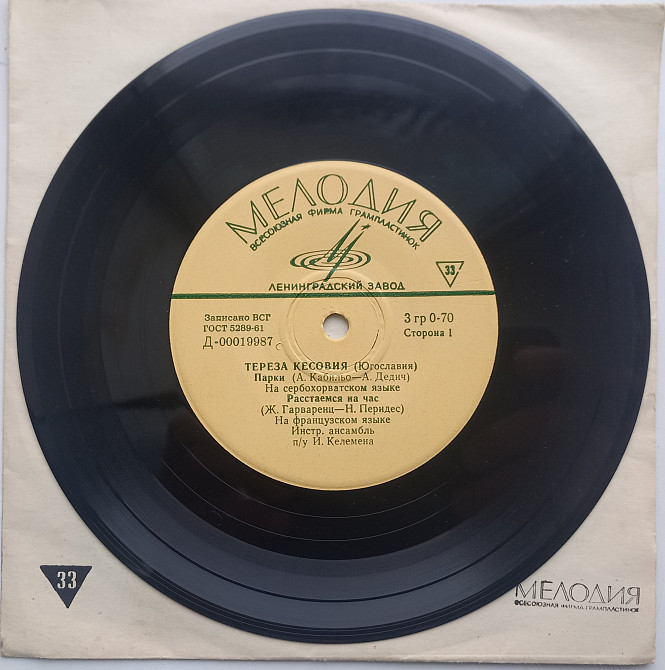 МЕЛОДИЯ
ВСЕСОЮЗНАЯ ФИРМА ГРАМПЛАСТИНОК
33
ЛЕНИНГРАДСКИЙ ЗАВОД
Записано ВСГ
ГОСТ 5289-61
Д-00019987
3 гр 0-70
Сторона 1
ТЕРЕЗА КЕСОВИЯ (Югославия)
Парки (А. Кабильо—А. Дедич)
На сербохорватском языке
Расстаемся на час
(Ж. Гарваренц—Н. Перидес)
На французском языке
Инстр. ансамбль
п/у И. Келемена
33
МЕЛОДИЯ
ВСЕСОЮЗНАЯ ФИРМА ГРАМПЛАСТИНОК